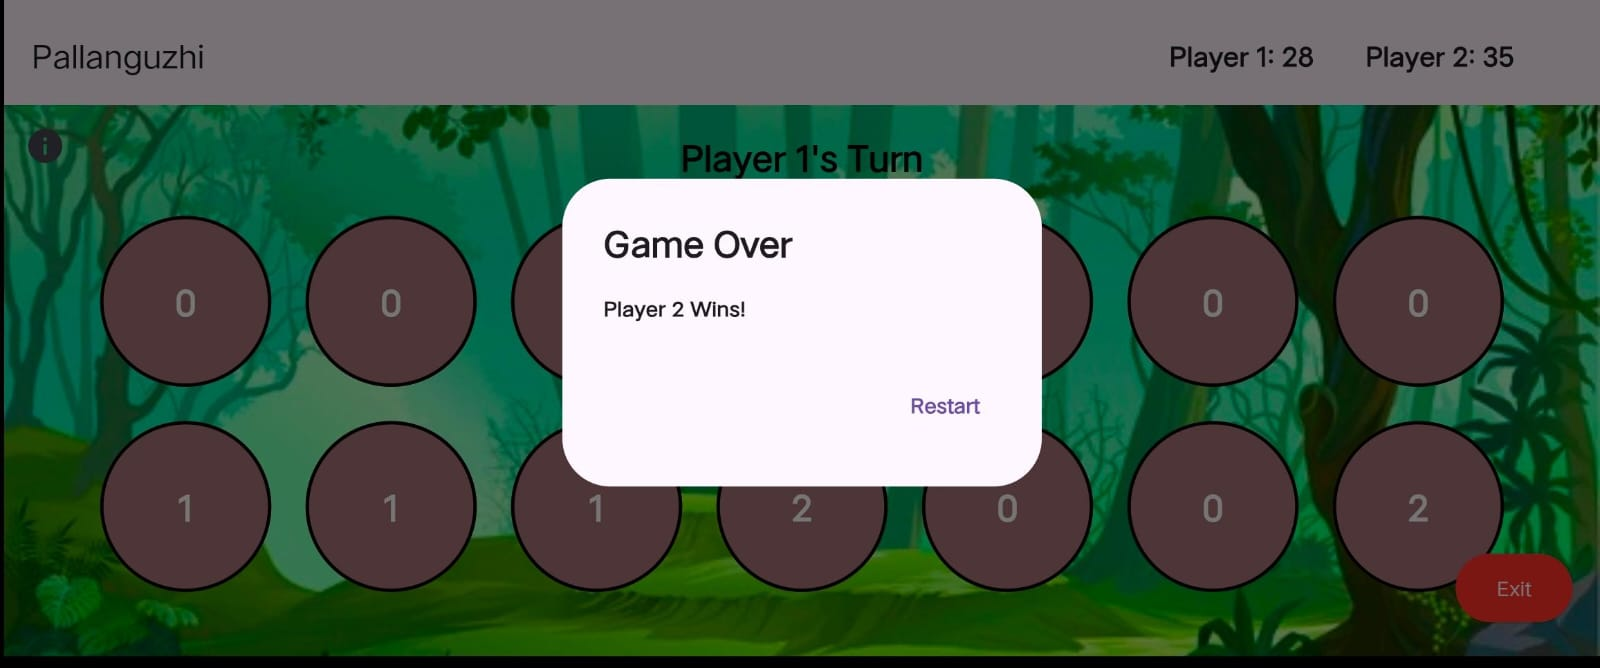 Pallanguzhi
Player 1: 28 Player 2: 35
i
Player 1's Turn
Game Over
Player 2 Wins!
Restart
0 0 0 0
1 1 1 2 0 0 2
Exit